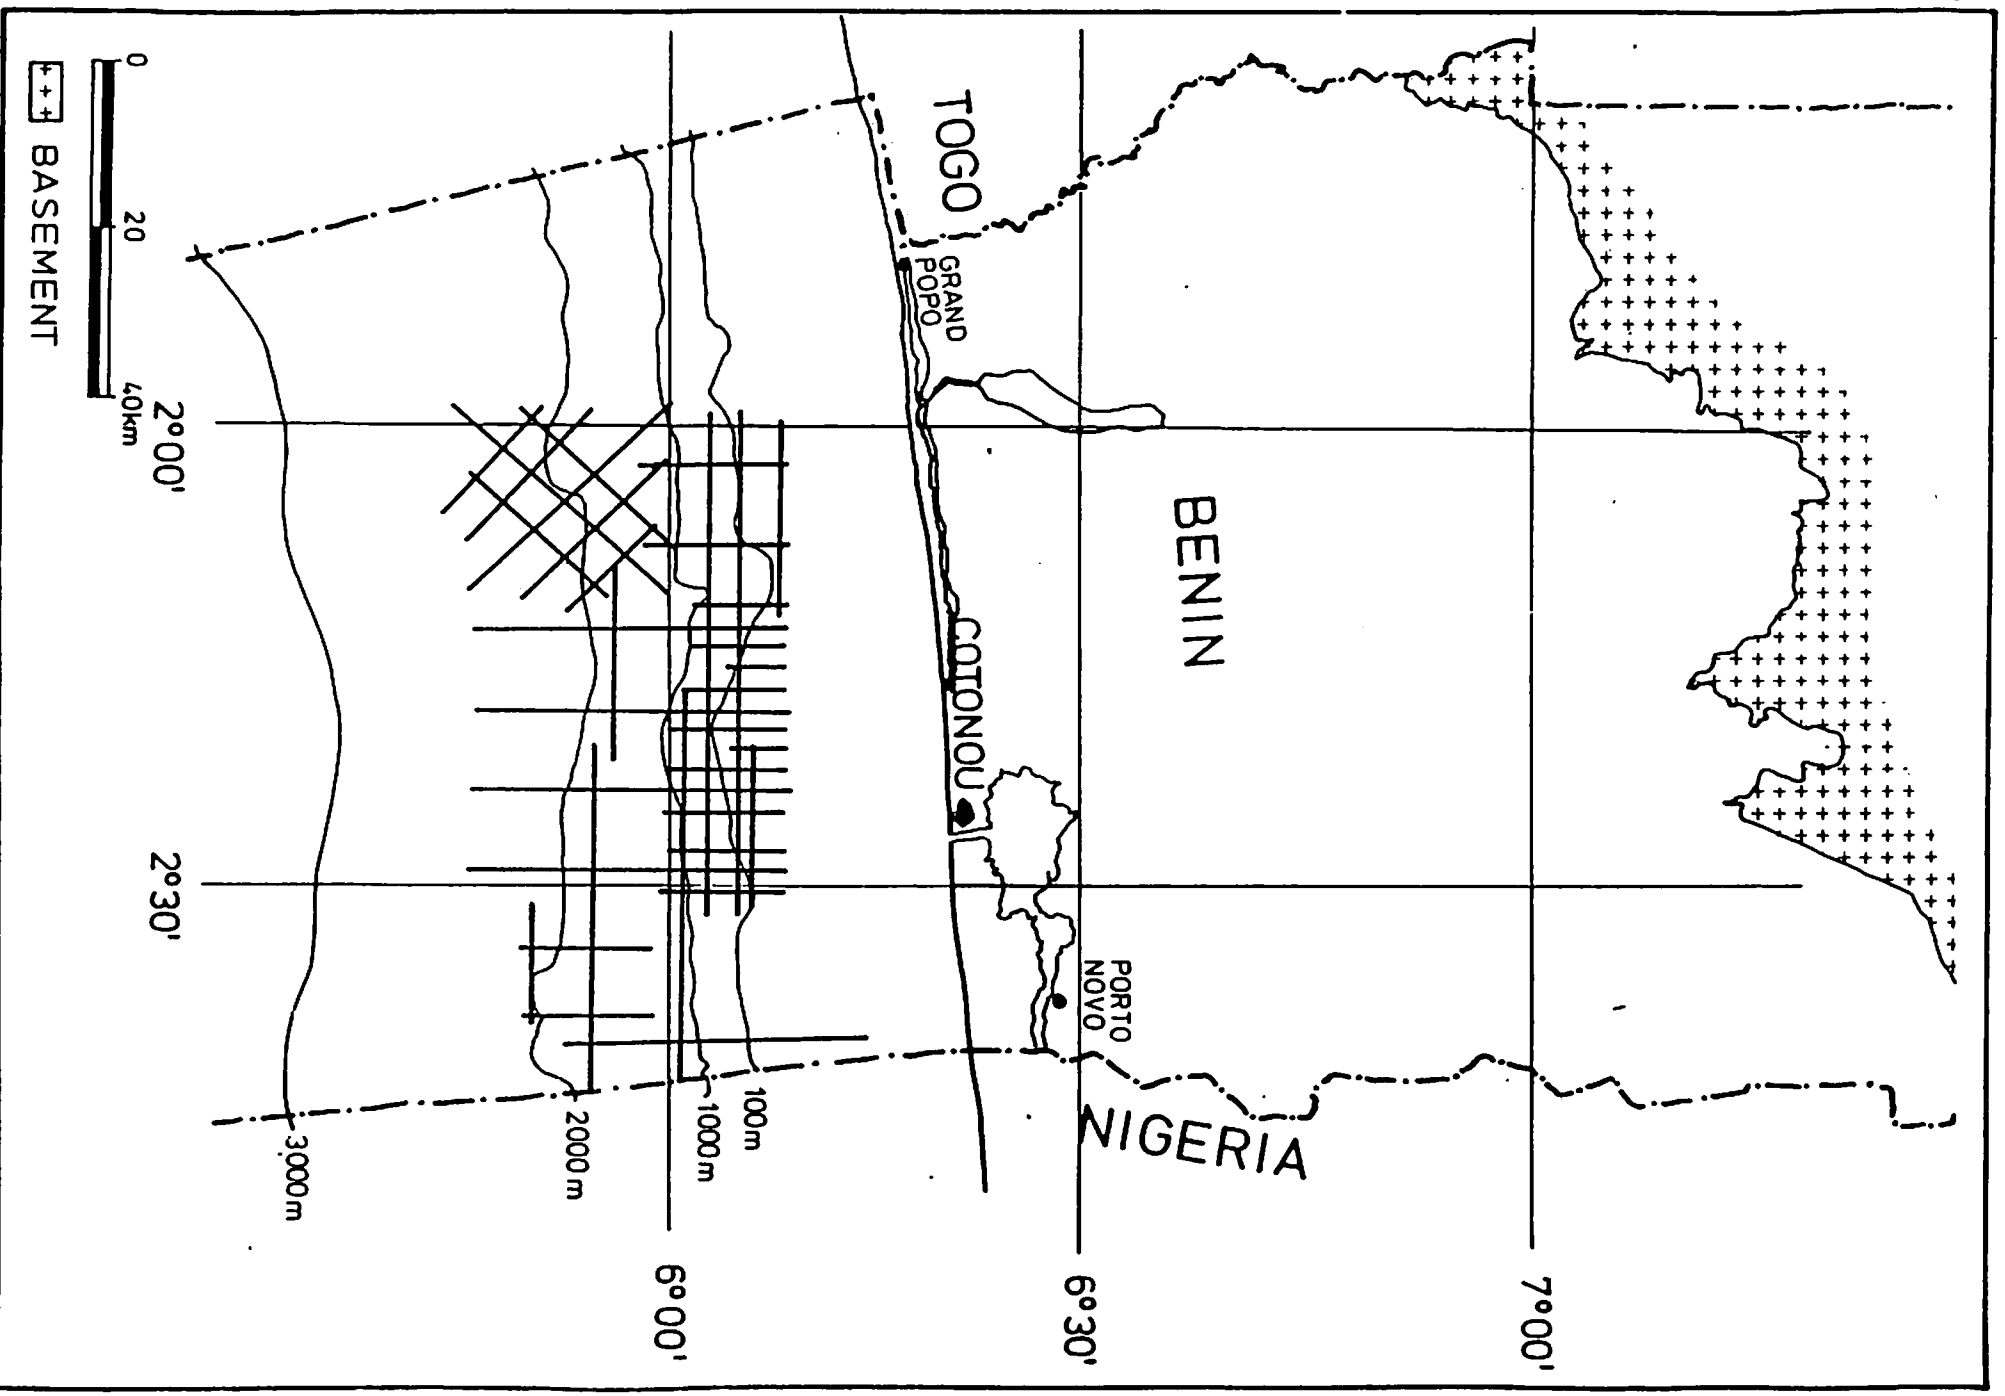 7°00'
6°30'
6°00'
BENIN
TOGO
NIGERIA
GRAND
POPO
COTONOU
PORTO
NOVO
100m
1000m
2000m
3000m
2°00'
2°30'
0
20
40km
BASEMENT